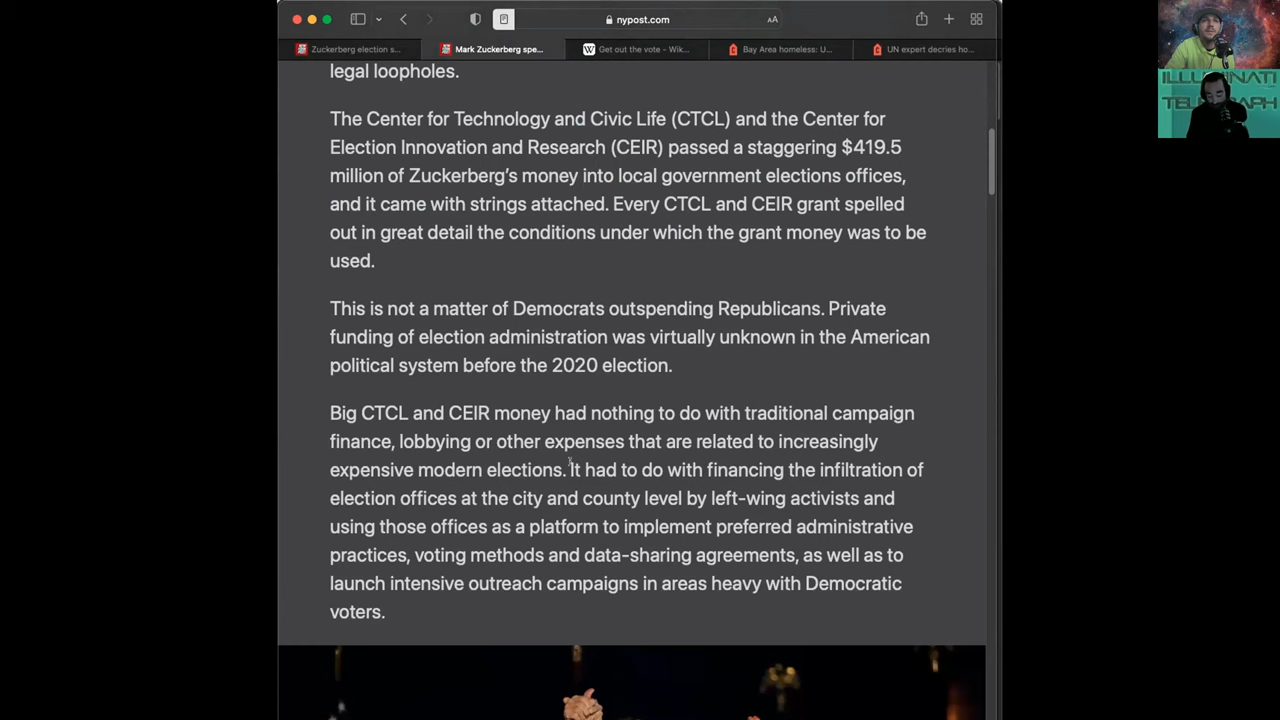 nypost.com
AA
Zuckerberg election s...
Mark Zuckerberg spe...
W Get out the vote - Wik...
Bay Area homeless: U...
UN expert decries ho...
ILLUMINATI
TELEGRAPH
legal loopholes.
The Center for Technology and Civic Life (CTCL) and the Center for
Election Innovation and Research (CEIR) passed a staggering $419.5
million of Zuckerberg’s money into local government elections offices,
and it came with strings attached. Every CTCL and CEIR grant spelled
out in great detail the conditions under which the grant money was to be
used.
This is not a matter of Democrats outspending Republicans. Private
funding of election administration was virtually unknown in the American
political system before the 2020 election.
Big CTCL and CEIR money had nothing to do with traditional campaign
finance, lobbying or other expenses that are related to increasingly
expensive modern elections. It had to do with financing the infiltration of
election offices at the city and county level by left-wing activists and
using those offices as a platform to implement preferred administrative
practices, voting methods and data-sharing agreements, as well as to
launch intensive outreach campaigns in areas heavy with Democratic
voters.